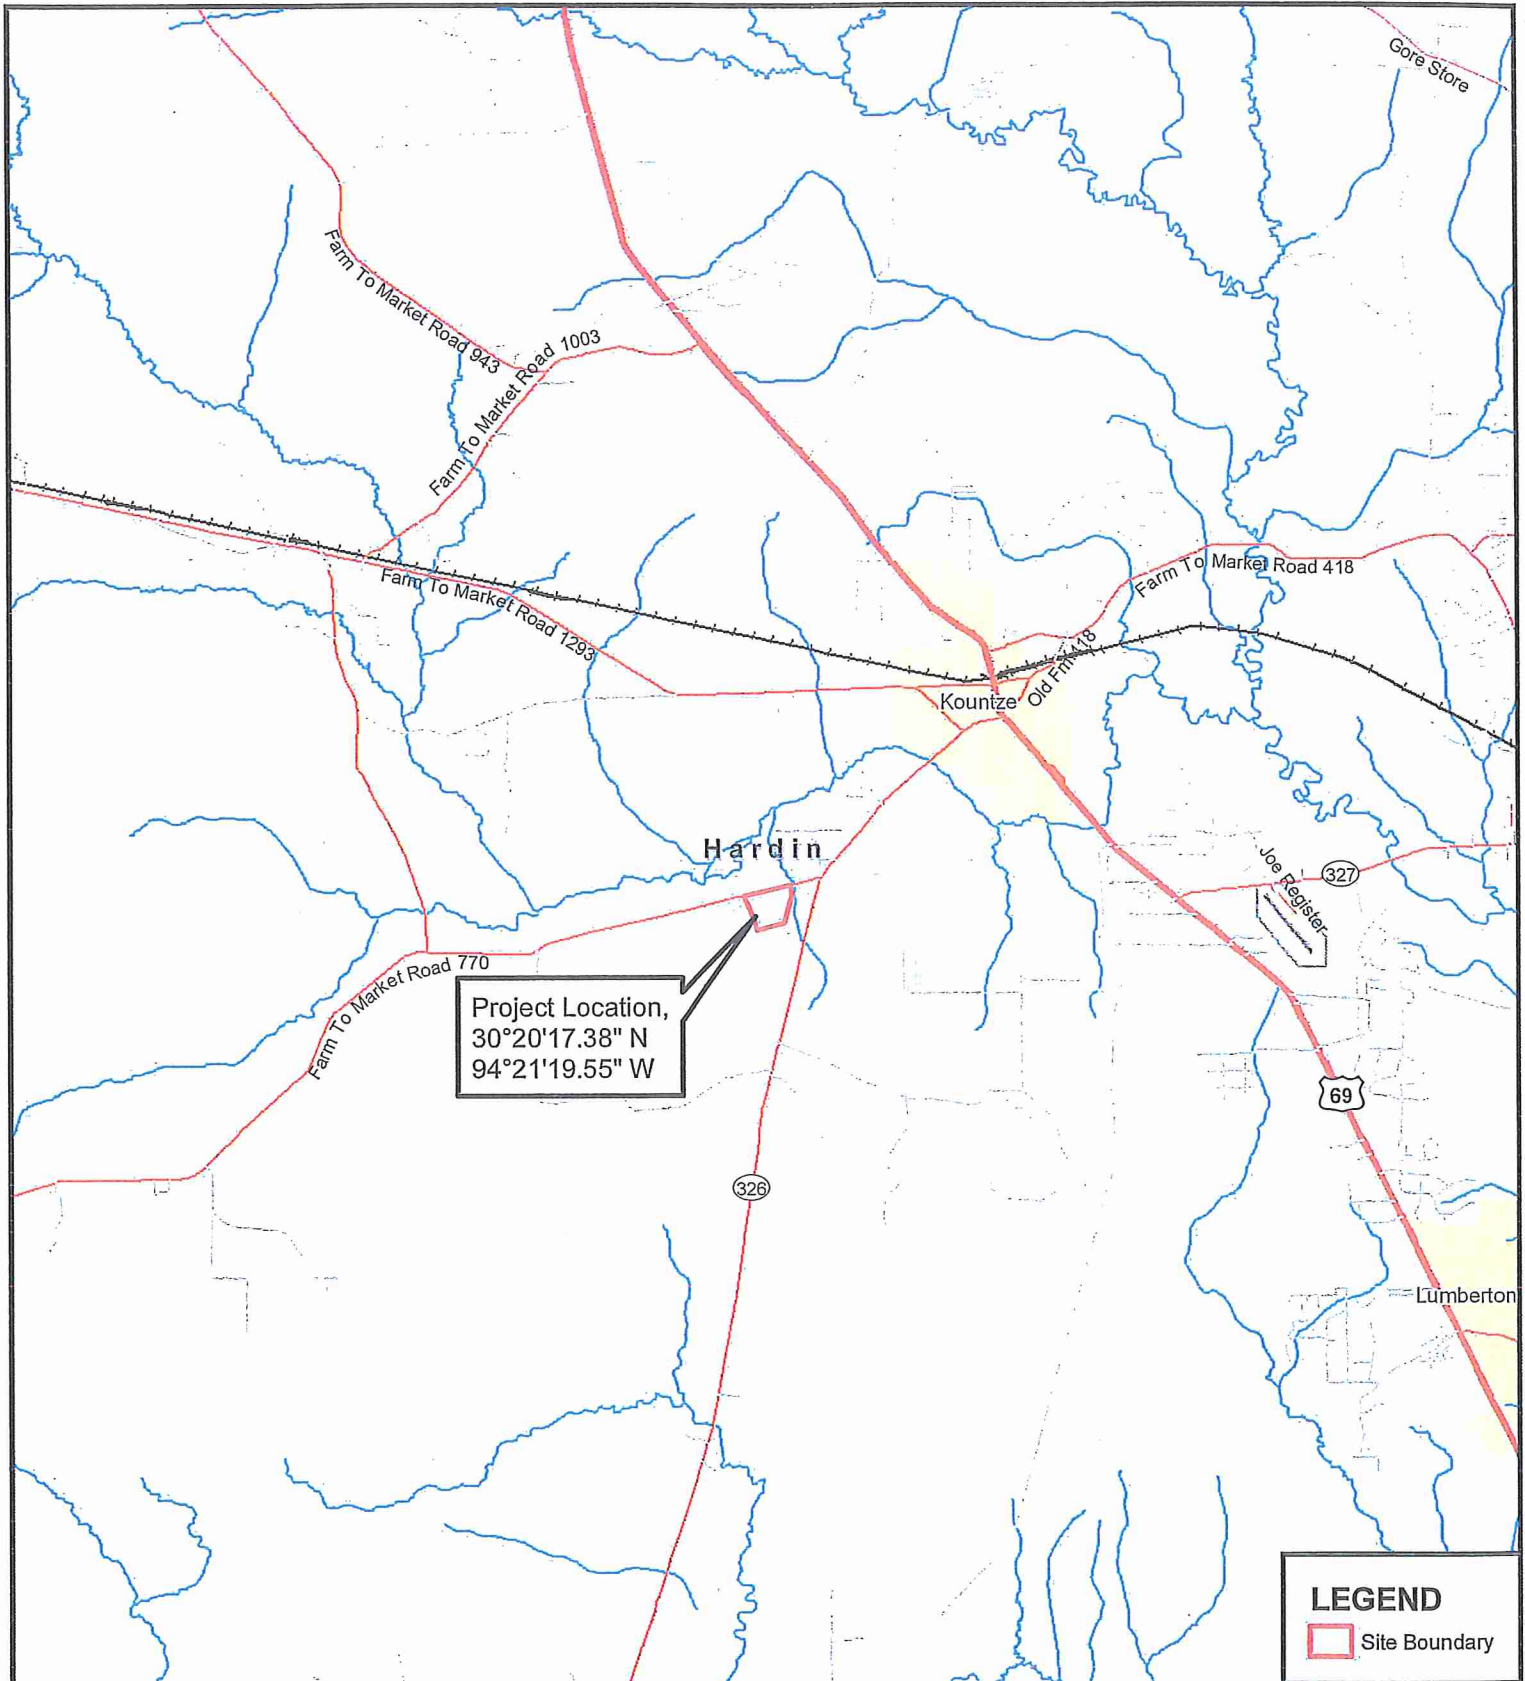 Gore Store
Farm To Market Road 943
Farm To Market Road 1003
Farm To Market Road 418
Farm To Market Road 1293
Old Fm 418
Kountze
Hardin
Joe Register
327
Farm To Market Road 770
Project Location,
30°20'17.38" N
94°21'19.55" W
69
326
Lumberton
LEGEND
Site Boundary